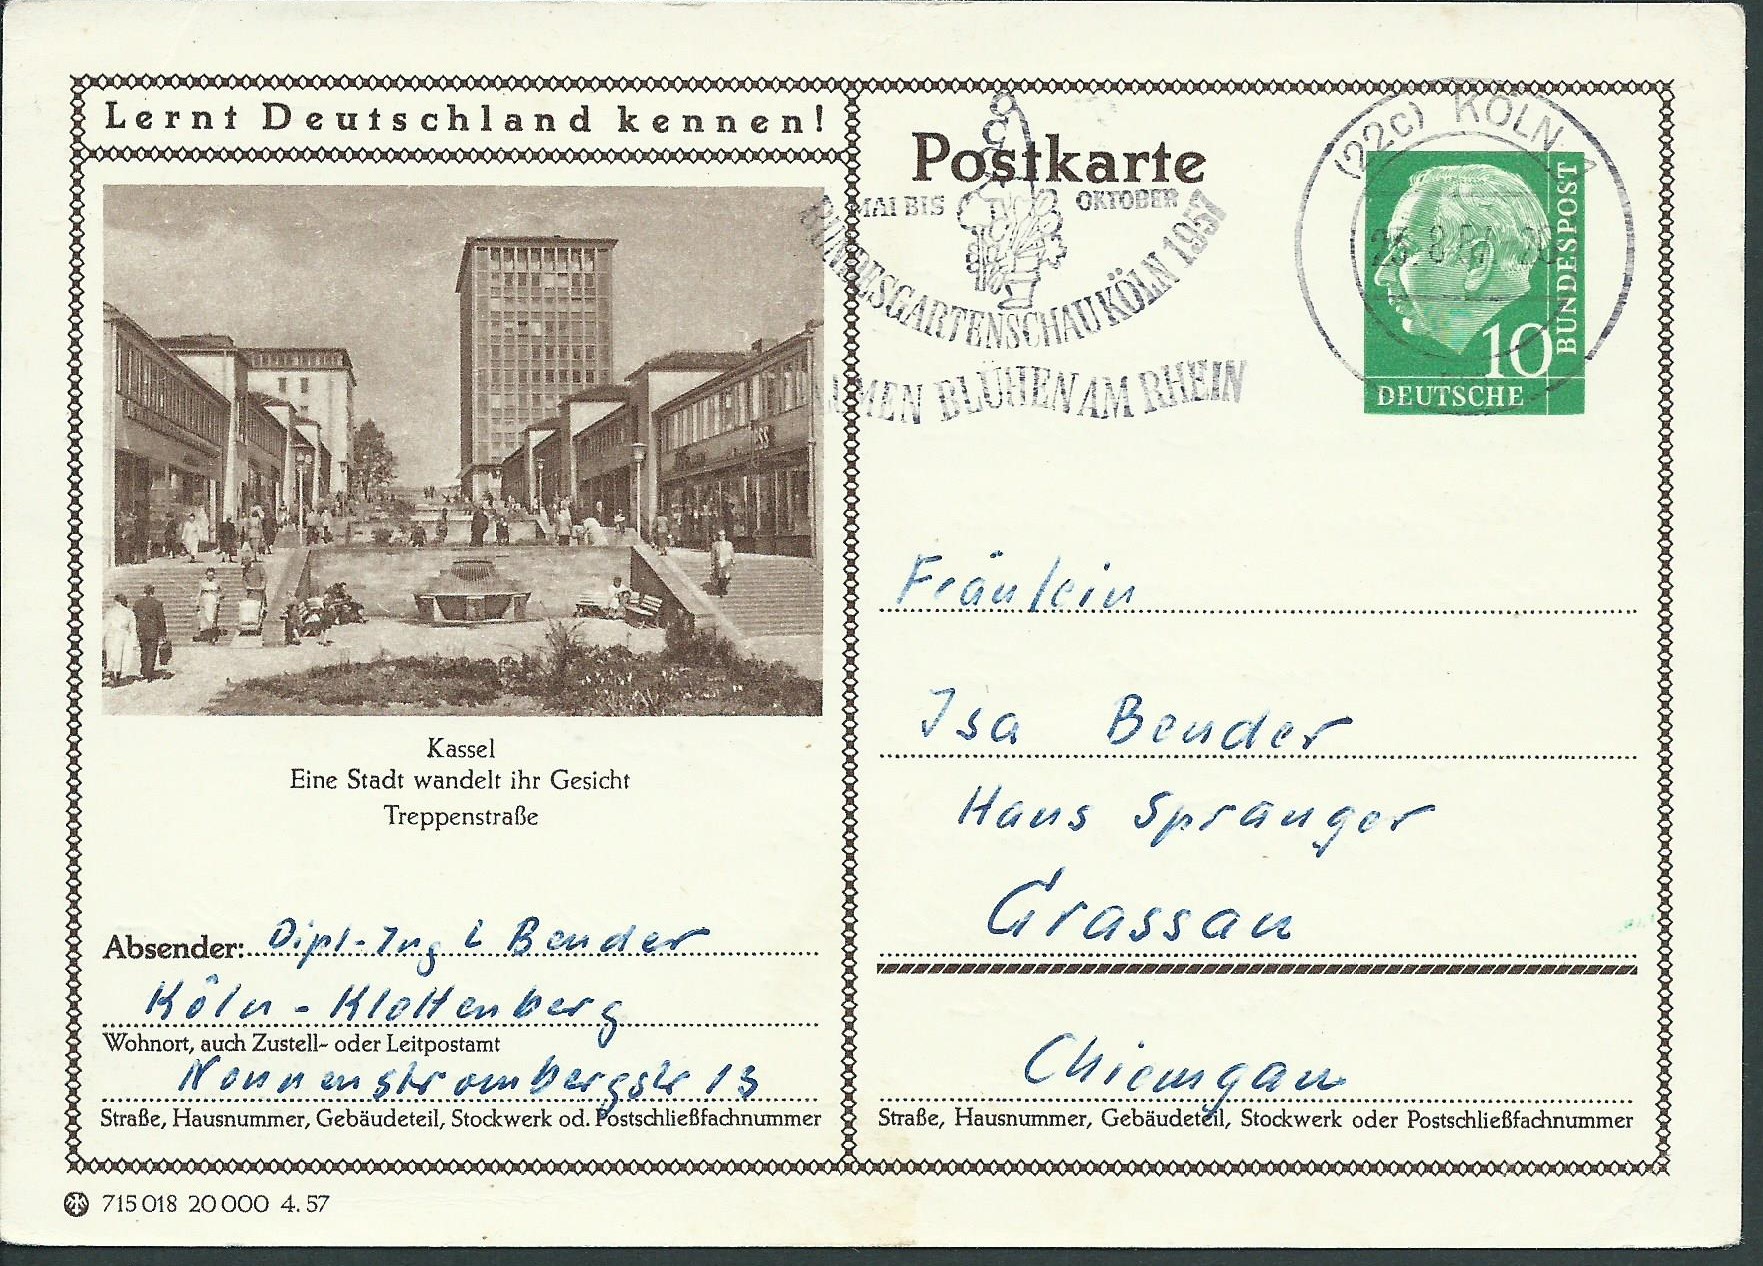 Lernt Deutschland kennen!
Kassel
Eine Stadt wandelt ihr Gesicht
Treppenstraße
Absender: Dipl-Ing L Bender
Köln - Klettenberg
Wohnort, auch Zustell- oder Leitpostamt
Nonnenstrombergstr 13
Straße, Hausnummer, Gebäudeteil, Stockwerk od. Postschließfachnummer
715 018 20 000 4. 57
Postkarte
MAI BIS OKTOBER
BUNDESGARTENSCHAU KÖLN 1957
BLÜHEN AM RHEIN
(22c) KÖLN
10
DEUTSCHE
BUNDESPOST
Fräulein
Isa Bender
Haus Spranger
Grassau
Chiemgau
Straße, Hausnummer, Gebäudeteil, Stockwerk oder Postschließfachnummer